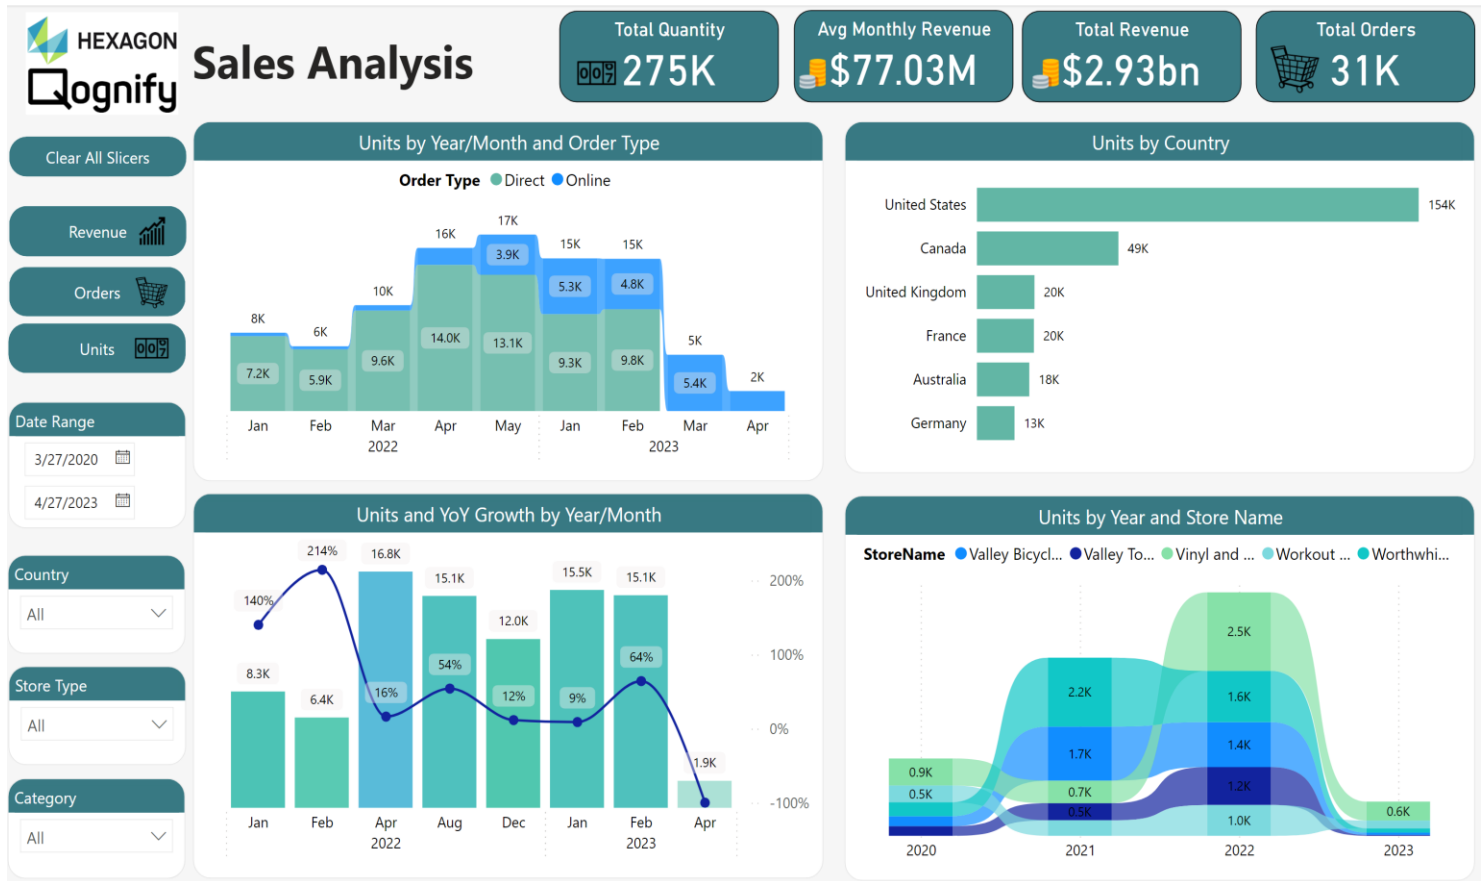 HEXAGON
Qognify
Sales Analysis
Total Quantity
275K
Avg Monthly Revenue
$77.03M
Total Revenue
$2.93bn
Total Orders
31K
Clear All Slicers
Revenue
Orders
Units
Date Range
3/27/2020
4/27/2023
Country
All
Store Type
All
Category
All
Units by Year/Month and Order Type
Order Type Direct Online
8K 6K 10K 16K 17K 15K 15K 5K 2K
3.9K 5.3K 4.8K 5.4K
7.2K 5.9K 9.6K 14.0K 13.1K 9.3K 9.8K
Jan Feb Mar Apr May Jan Feb Mar Apr
2022 2023
Units by Country
United States 154K
Canada 49K
United Kingdom 20K
France 20K
Australia 18K
Germany 13K
Units and YoY Growth by Year/Month
140% 214% 16% 54% 12% 9% 64%
8.3K 6.4K 16.8K 15.1K 12.0K 15.5K 15.1K 1.9K
200%
100%
0%
-100%
Jan Feb Apr Aug Dec Jan Feb Apr
2022 2023
Units by Year and Store Name
StoreName Valley Bicycl... Valley To... Vinyl and ... Workout ... Worthwhi...
0.9K
0.5K
2.2K
1.7K
0.7K
0.5K
2.5K
1.6K
1.4K
1.2K
1.0K
0.6K
2020 2021 2022 2023